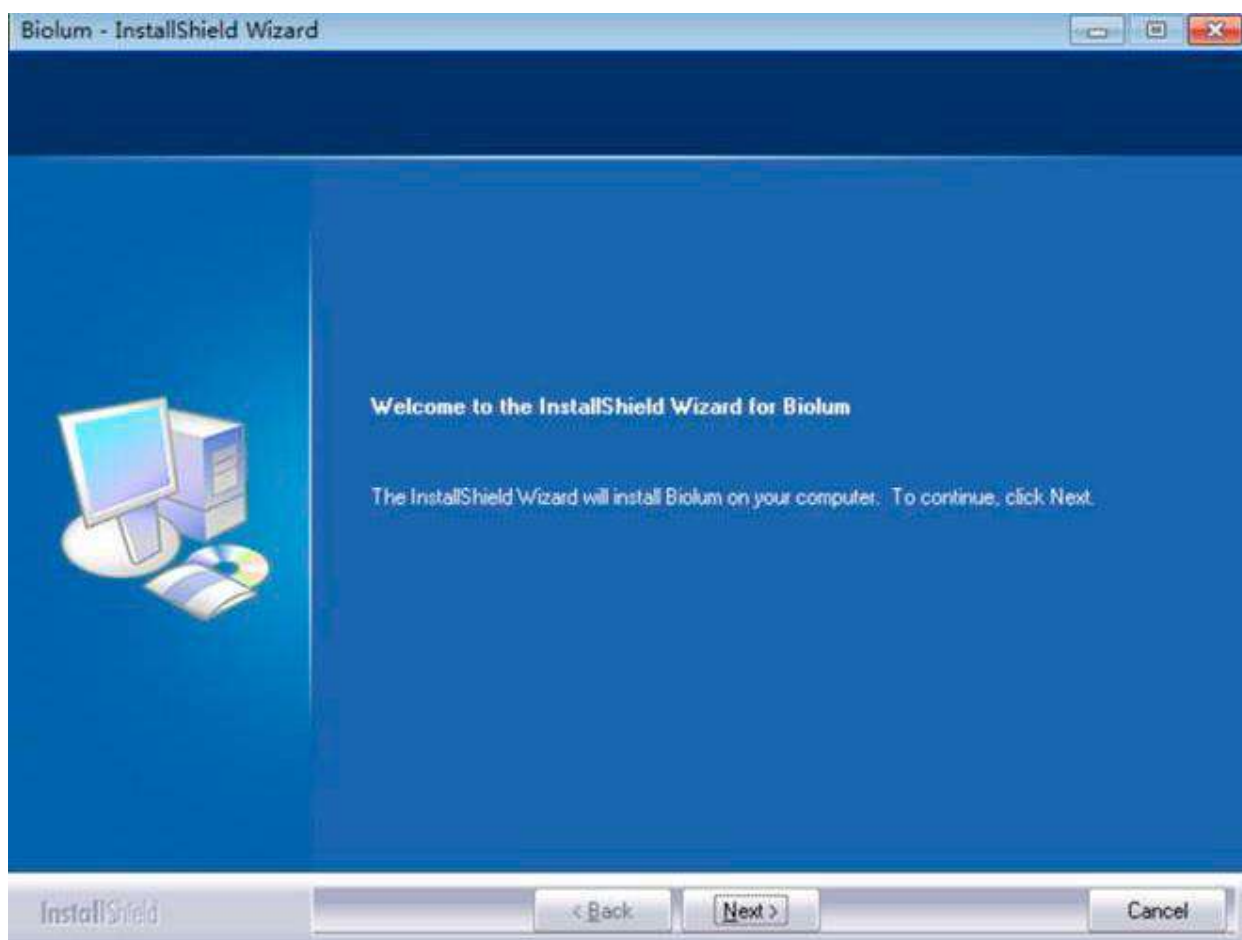 Biolum - InstallShield Wizard
Welcome to the InstallShield Wizard for Biolum
The InstallShield Wizard will install Biolum on your computer. To continue, click Next.
InstallShield
< Back
Next >
Cancel